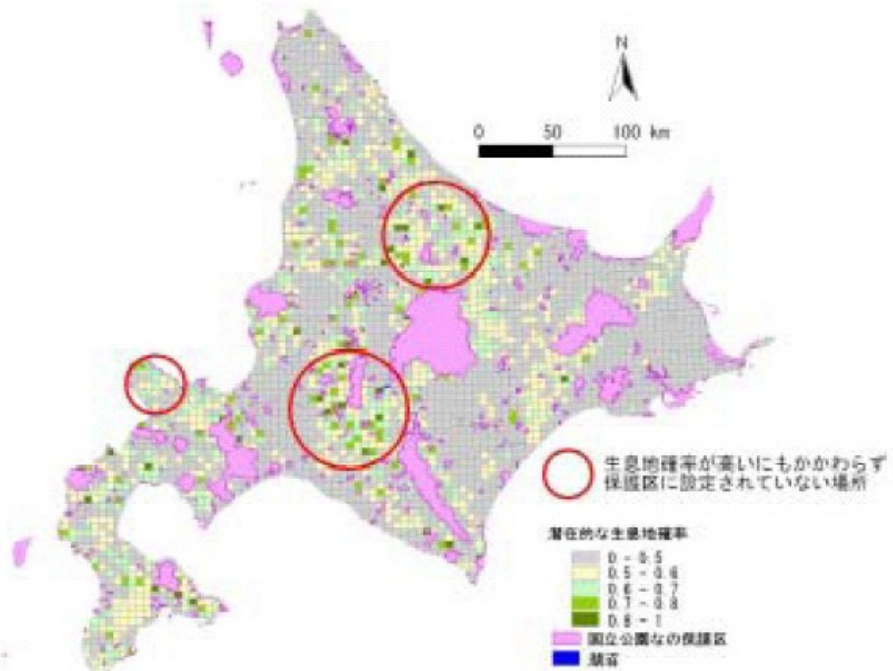 N
0 50 100 km
生息地確率が高いにもかかわらず
保護区に設定されていない場所
潜在的な生息地確率
0 - 0.5
0.5 - 0.6
0.6 - 0.7
0.7 - 0.8
0.8 - 1
国立公園なの保護区
湖沼